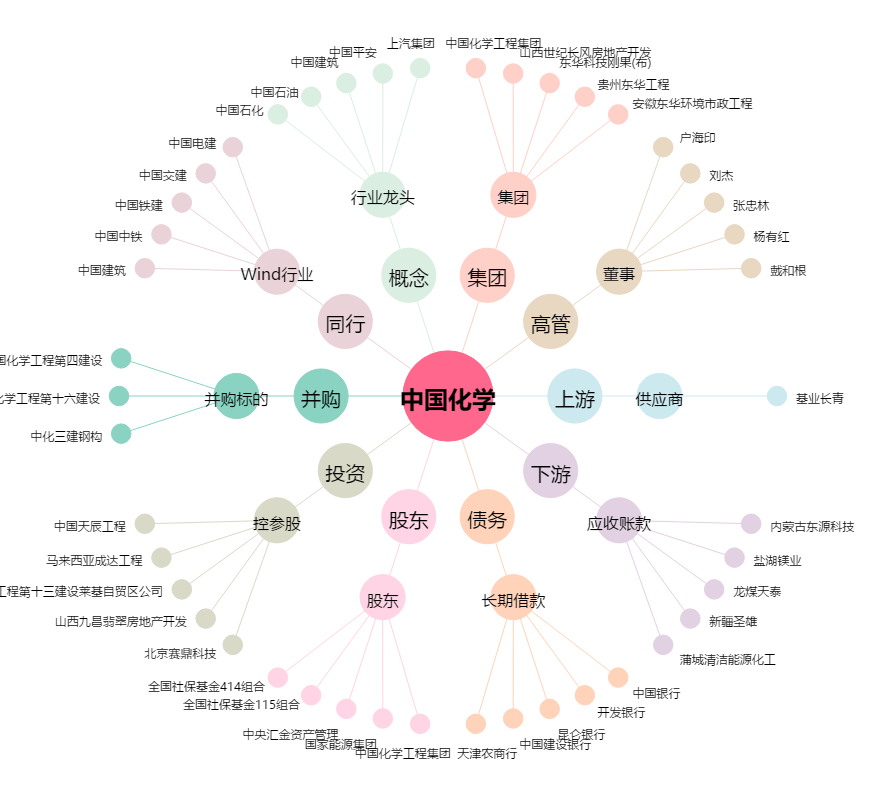 上汽集团
中国化学工程集团
中国平安
山西世纪长风房地产开发
中国建筑
东华科技刚果(布)
中国石油
贵州东华工程
中国石化
安徽东华环境市政工程
中国电建
户海印
中国交建
刘杰
行业龙头
集团
中国铁建
张忠林
中国中铁
杨有红
中国建筑
Wind行业
概念
集团
董事
戴和根
同行
高管
国化学工程第四建设
化学工程第十六建设
并购标的
并购
中国化学
上游
供应商
基业长青
中化三建钢构
投资
下游
中国天辰工程
控参股
股东
债务
应收账款
内蒙古东源科技
马来西亚成达工程
盐湖镁业
工程第十三建设莱基自贸区公司
龙煤天泰
股东
长期借款
山西九昌翡翠房地产开发
新疆圣雄
北京赛鼎科技
蒲城清洁能源化工
全国社保基金414组合
中国银行
全国社保基金115组合
开发银行
中央汇金资产管理
昆仑银行
国家能源集团
中国建设银行
中国化学工程集团
天津农商行